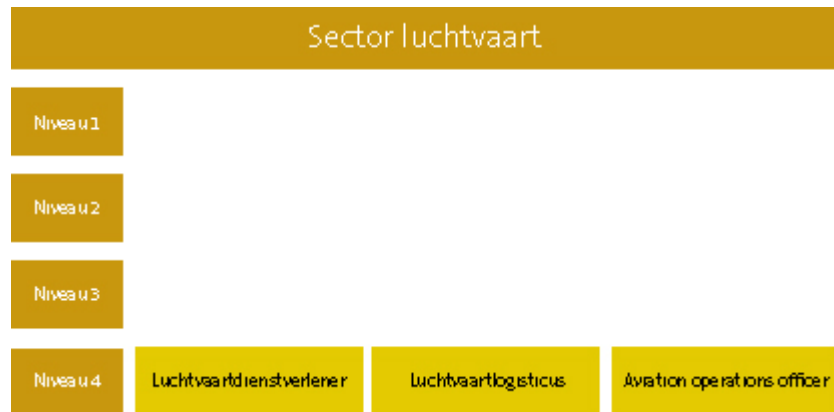 Sector luchtvaart
Niveau 1
Niveau 2
Niveau 3
Niveau 4
Luchtvaartdienstverlener
Luchtvaartlogisticus
Aviation operations officer